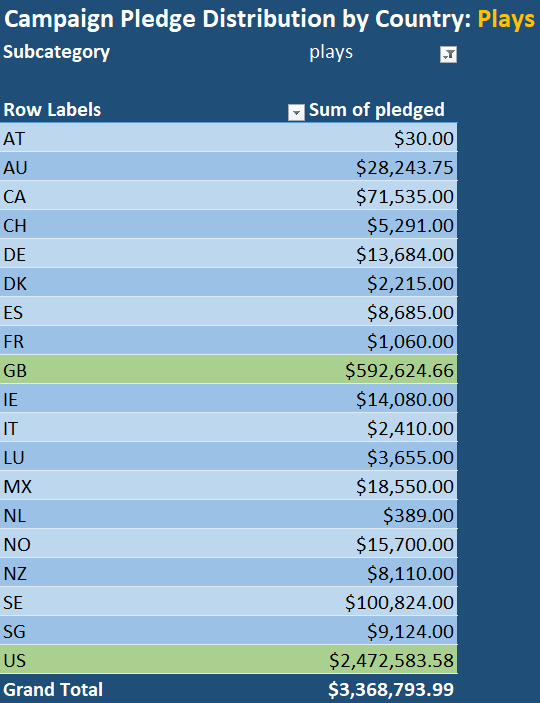 Campaign Pledge Distribution by Country: Plays
Subcategory plays
Row Labels Sum of pledged
AT $30.00
AU $28,243.75
CA $71,535.00
CH $5,291.00
DE $13,684.00
DK $2,215.00
ES $8,685.00
FR $1,060.00
GB $592,624.66
IE $14,080.00
IT $2,410.00
LU $3,655.00
MX $18,550.00
NL $389.00
NO $15,700.00
NZ $8,110.00
SE $100,824.00
SG $9,124.00
US $2,472,583.58
Grand Total $3,368,793.99